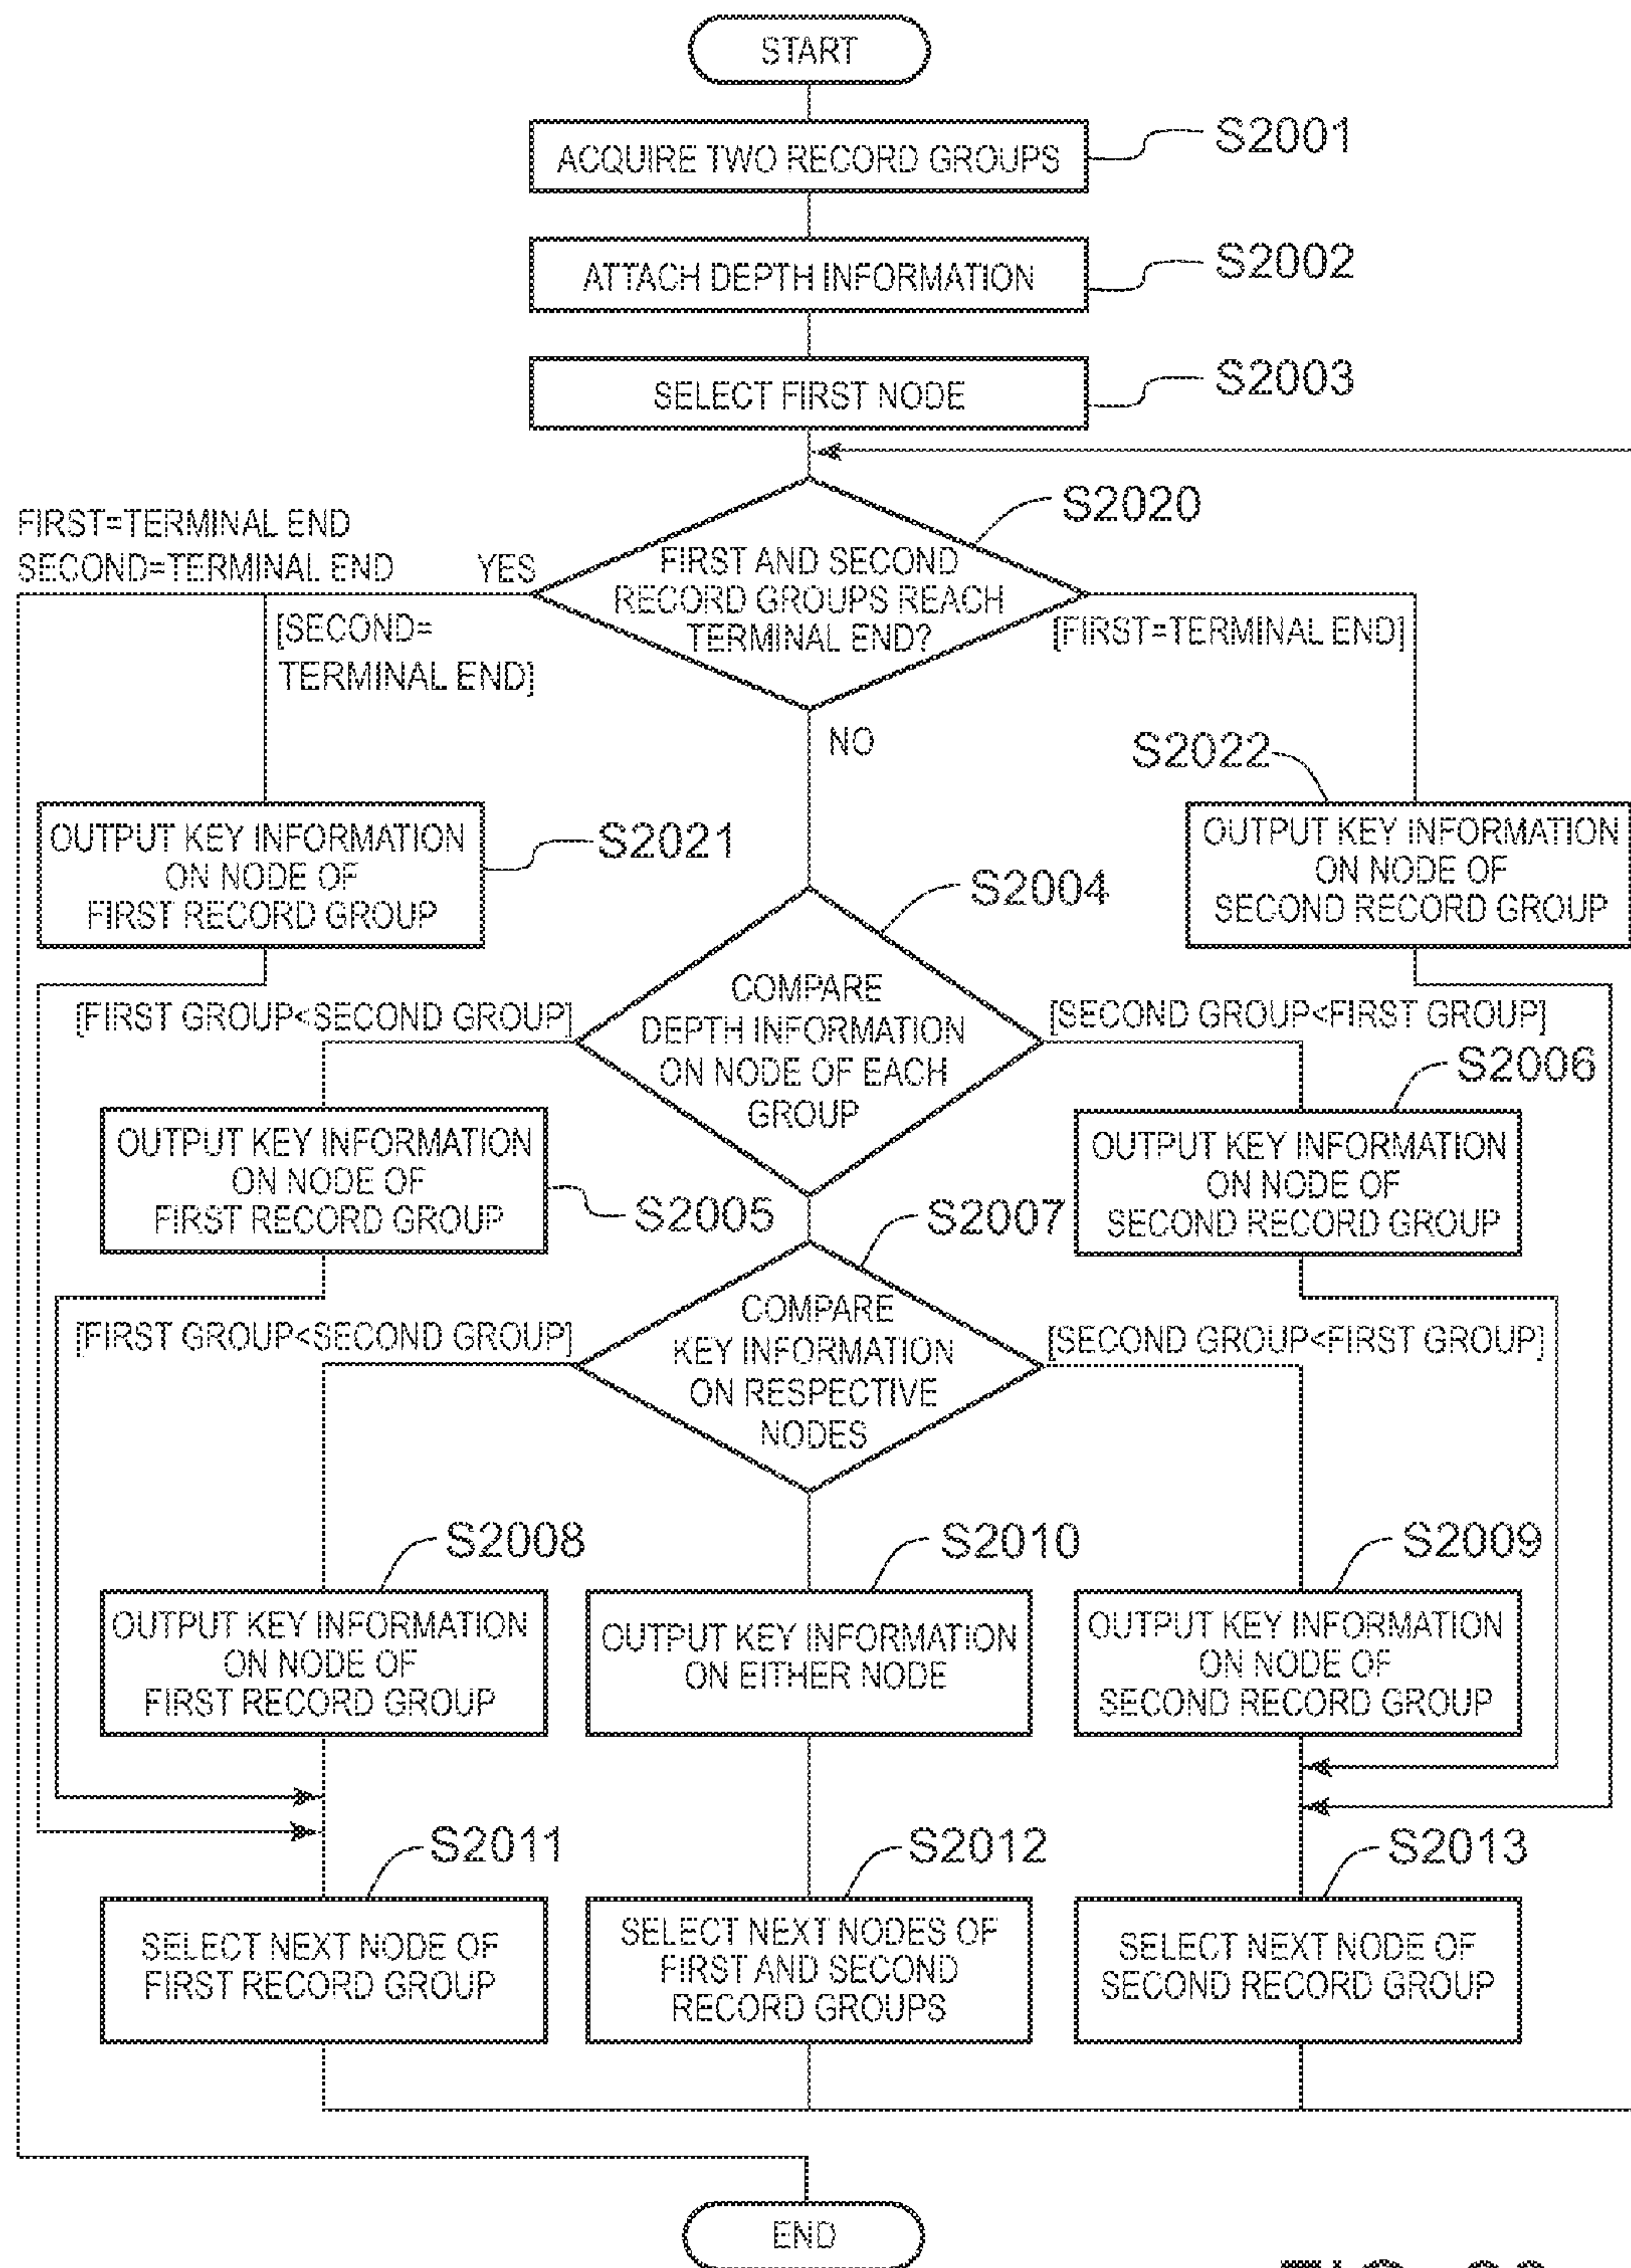 START
ACQUIRE TWO RECORD GROUPS
S2001
ATTACH DEPTH INFORMATION
S2002
SELECT FIRST NODE
S2003
S2020
FIRST=TERMINAL END
SECOND=TERMINAL END
YES
FIRST AND SECOND
RECORD GROUPS REACH
TERMINAL END?
[SECOND=
TERMINAL END]
[FIRST=TERMINAL END]
NO
S2022
OUTPUT KEY INFORMATION
ON NODE OF
FIRST RECORD GROUP
S2021
OUTPUT KEY INFORMATION
ON NODE OF
SECOND RECORD GROUP
S2004
COMPARE
DEPTH INFORMATION
ON NODE OF EACH
GROUP
[FIRST GROUP<SECOND GROUP]
[SECOND GROUP<FIRST GROUP]
S2006
OUTPUT KEY INFORMATION
ON NODE OF
FIRST RECORD GROUP
S2005
OUTPUT KEY INFORMATION
ON NODE OF
SECOND RECORD GROUP
S2007
COMPARE
KEY INFORMATION
ON RESPECTIVE
NODES
[FIRST GROUP<SECOND GROUP]
[SECOND GROUP<FIRST GROUP]
S2008
S2010
S2009
OUTPUT KEY INFORMATION
ON NODE OF
FIRST RECORD GROUP
OUTPUT KEY INFORMATION
ON EITHER NODE
OUTPUT KEY INFORMATION
ON NODE OF
SECOND RECORD GROUP
S2011
S2012
S2013
SELECT NEXT NODE OF
FIRST RECORD GROUP
SELECT NEXT NODES OF
FIRST AND SECOND
RECORD GROUPS
SELECT NEXT NODE OF
SECOND RECORD GROUP
END